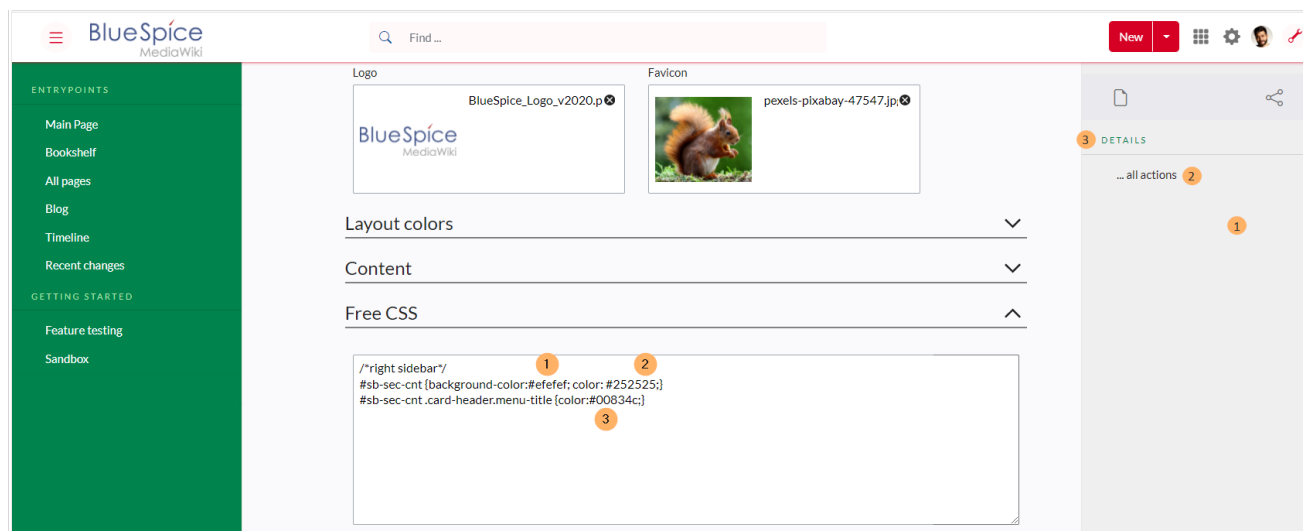 BlueSpice
MediaWiki
Find ...
New
ENTRYPOINTS
Main Page
Bookshelf
All pages
Blog
Timeline
Recent changes
GETTING STARTED
Feature testing
Sandbox
Logo
BlueSpice_Logo_v2020.p
BlueSpice
MediaWiki
Favicon
pexels-pixabay-47547.jp
Layout colors
Content
Free CSS
1 2
/*right sidebar*/
#sb-sec-cnt {background-color:#efefef; color: #252525;}
#sb-sec-cnt .card-header.menu-title {color:#00834c;}
3
3 DETAILS
... all actions 2
1